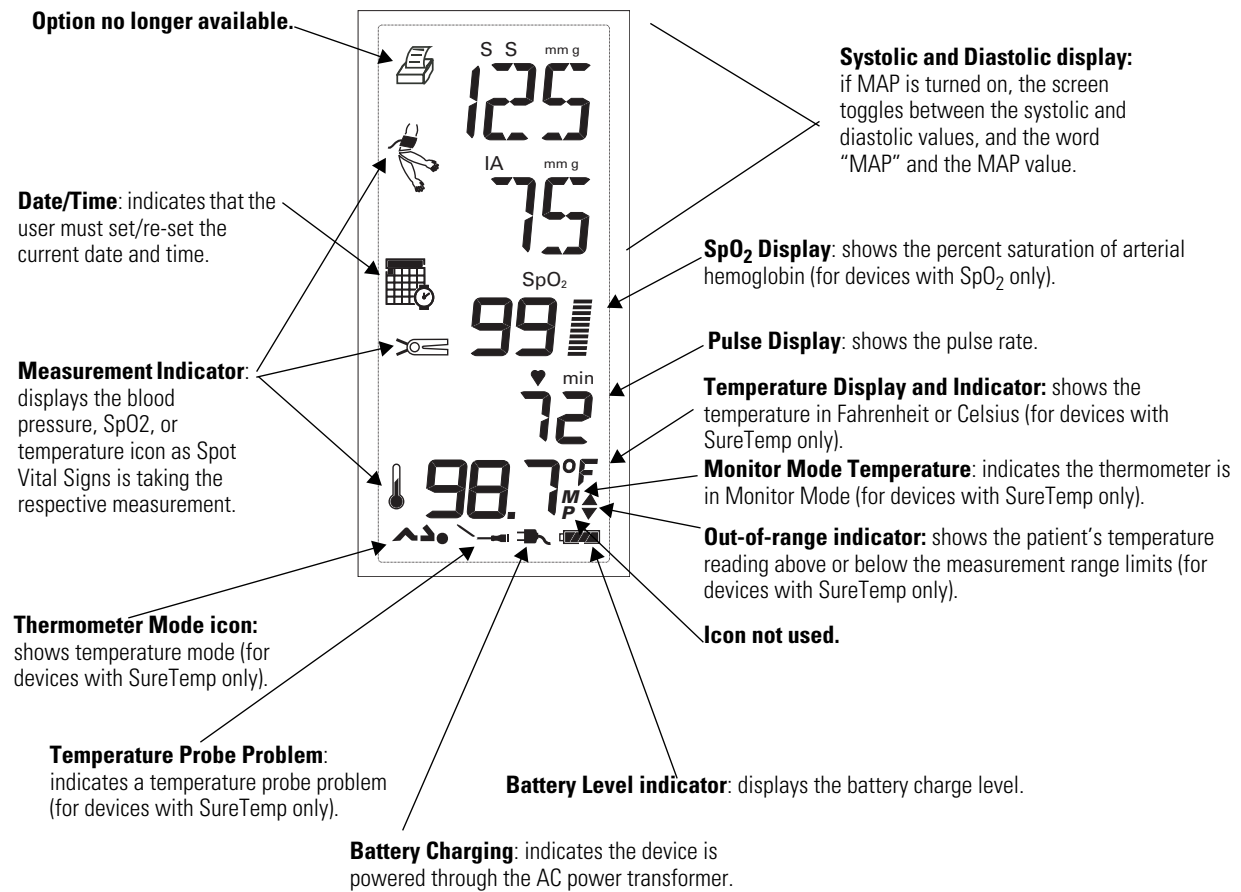 Option no longer available.
S S mm g
125
IA mm g
75
SpO₂
99
min
72
98.7°F
M
P
Systolic and Diastolic display:
if MAP is turned on, the screen
toggles between the systolic and
diastolic values, and the word
“MAP” and the MAP value.
Date/Time: indicates that the
user must set/re-set the
current date and time.
SpO₂ Display: shows the percent saturation of arterial
hemoglobin (for devices with SpO₂ only).
Pulse Display: shows the pulse rate.
Measurement Indicator:
displays the blood
pressure, SpO2, or
temperature icon as Spot
Vital Signs is taking the
respective measurement.
Temperature Display and Indicator: shows the
temperature in Fahrenheit or Celsius (for devices with
SureTemp only).
Monitor Mode Temperature: indicates the thermometer is
in Monitor Mode (for devices with SureTemp only).
Out-of-range indicator: shows the patient’s temperature
reading above or below the measurement range limits (for
devices with SureTemp only).
Icon not used.
Thermometer Mode icon:
shows temperature mode (for
devices with SureTemp only).
Temperature Probe Problem:
indicates a temperature probe problem
(for devices with SureTemp only).
Battery Level indicator: displays the battery charge level.
Battery Charging: indicates the device is
powered through the AC power transformer.